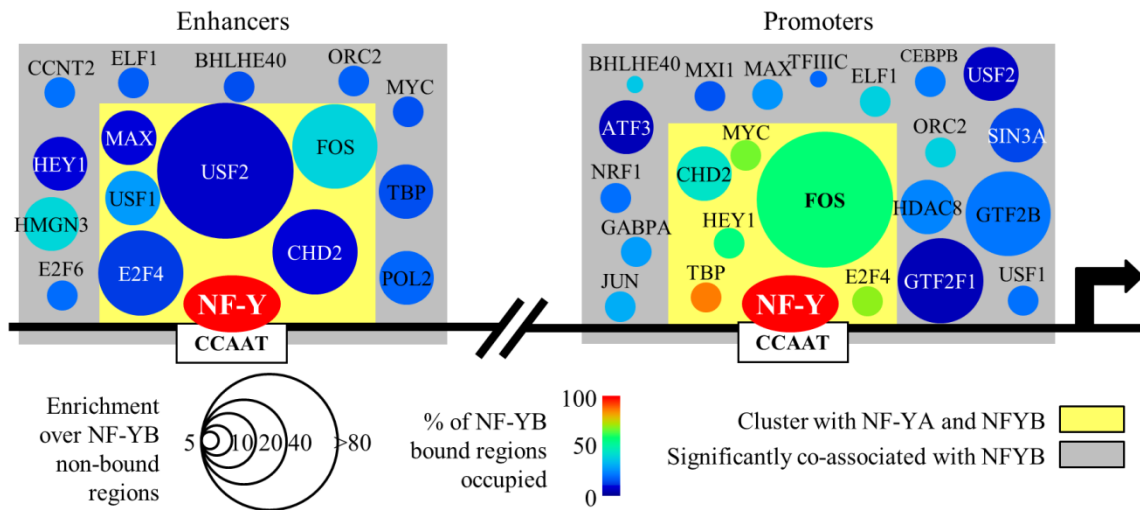 Enhancers
CCNT2
ELF1
BHLHE40
ORC2
MYC
HEY1
MAX
USF2
FOS
TBP
USF1
HMGN3
E2F4
CHD2
E2F6
POL2
NF-Y
CCAAT
Promoters
BHLHE40
MXI1
MAX
TFIIIC
ELF1
CEBPB
USF2
ATF3
MYC
ORC2
SIN3A
NRF1
CHD2
FOS
HDAC8
GTF2B
GABPA
HEY1
JUN
TBP
E2F4
GTF2F1
USF1
NF-Y
CCAAT
Enrichment
over NF-YB
non-bound
regions
5 10 20 40 >80
% of NF-YB
bound regions
occupied
100
50
0
Cluster with NF-YA and NFYB
Significantly co-associated with NFYB